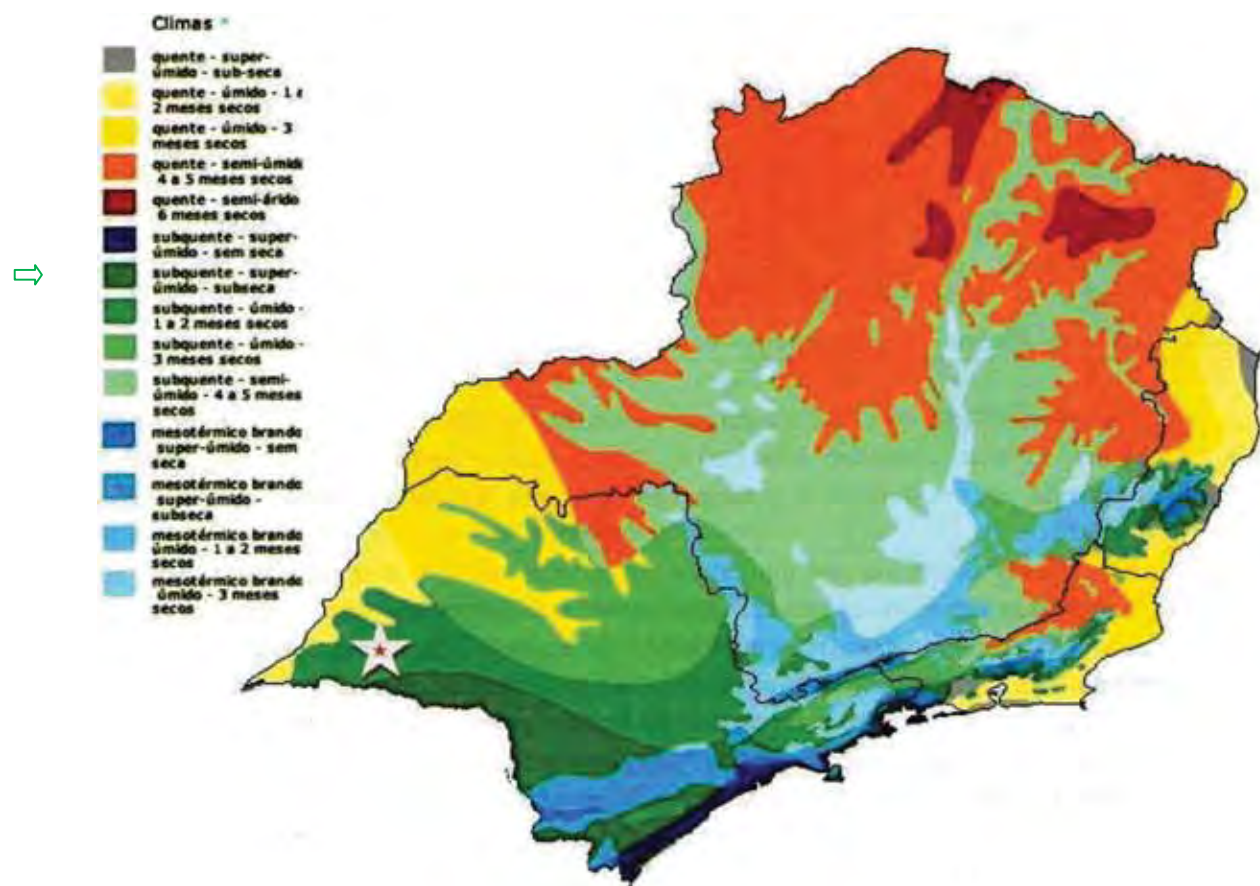 Climas
quente - super-
úmido - sub-seca
quente - úmido - 1 a
2 meses secos
quente - úmido - 3
meses secos
quente - semi-úmido
4 a 5 meses secos
quente - semi-árido
6 meses secos
subquente - super-
úmido - sem seca
subquente - super-
úmido - subseca
subquente - úmido -
1 a 2 meses secos
subquente - úmido -
3 meses secos
subquente - semi-
úmido - 4 a 5 meses
secos
mesotérmico brando
super-úmido - sem
seca
mesotérmico brando
super-úmido -
subseca
mesotérmico brando
úmido - 1 a 2 meses
secos
mesotérmico brando
úmido - 3 meses
secos